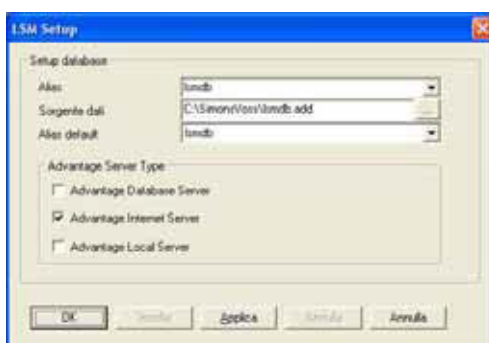 LSM Setup
Setup database
Alias
lsmdb
Sorgente dati
C:\SimonsVoss\lsmdb.add
...
Alias default
lsmdb
Advantage Server Type
Advantage Database Server
Advantage Internet Server
Advantage Local Server
OK
Applica
Annulla